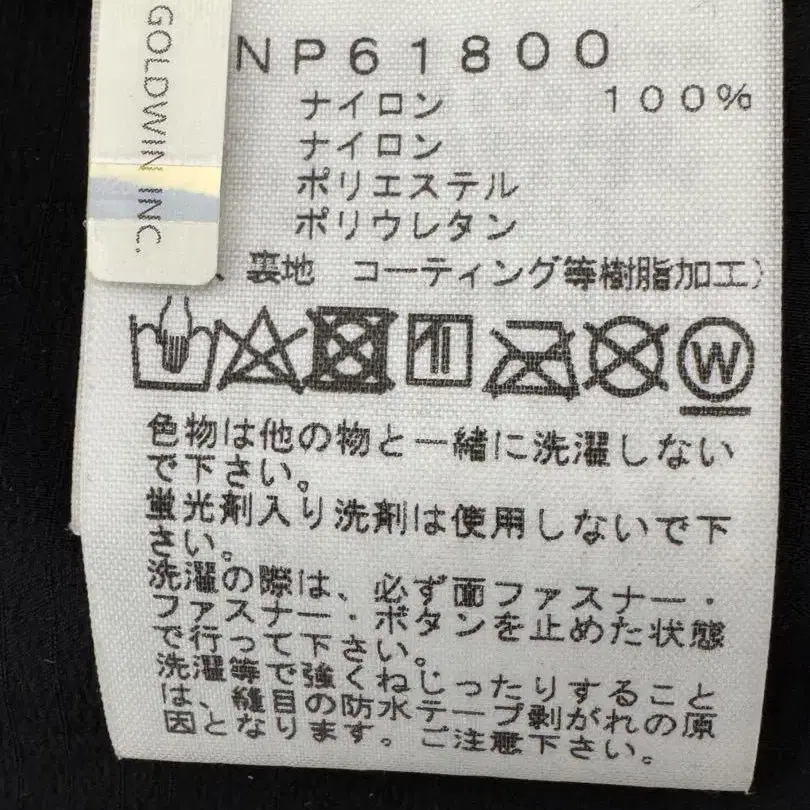 GOLDWIN INC.
NP61800
ナイロン 100%
ナイロン
ポリエステル
ポリウレタン
、裏地 コーティング等樹脂加工)
W
色物は他の物と一緒に洗濯しない
で下さい。
蛍光剤入り洗剤は使用しないで下
さい。
洗濯の際は、必ず面ファスナー・
ファスナー・ボタンを止めた状態
で行って下さい。
洗濯等で強くねじったりすること
は、縫目の防水テープ剥がれの原
因となります。ご注意下さい。